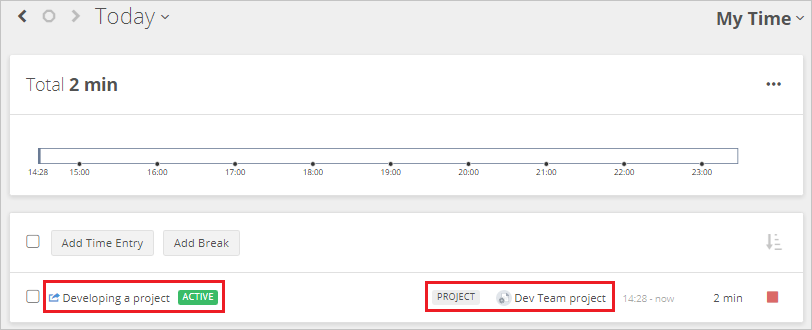 Today
My Time
Total 2 min
14:28 15:00 16:00 17:00 18:00 19:00 20:00 21:00 22:00 23:00
Add Time Entry Add Break
Developing a project ACTIVE PROJECT Dev Team project 14:28 - now 2 min